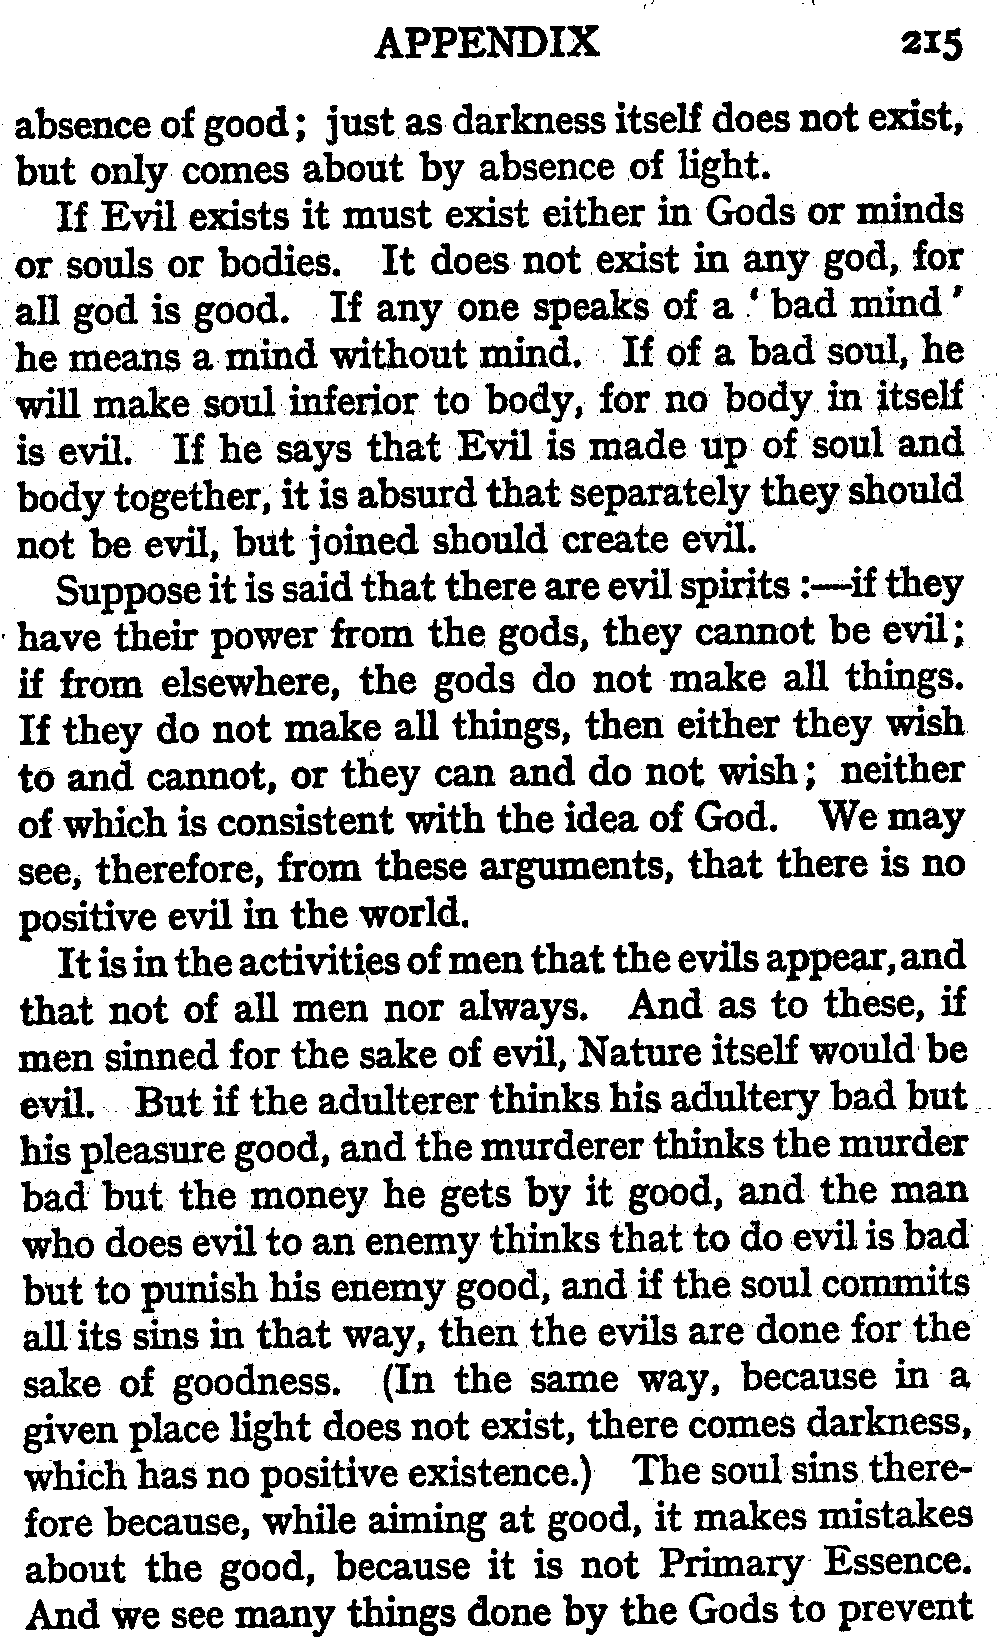 APPENDIX 215
absence of good; just as darkness itself does not exist,
but only comes about by absence of light.
If Evil exists it must exist either in Gods or minds
or souls or bodies. It does not exist in any god, for
all god is good. If any one speaks of a ‘bad mind’
he means a mind without mind. If of a bad soul, he
will make soul inferior to body, for no body in itself
is evil. If he says that Evil is made up of soul and
body together, it is absurd that separately they should
not be evil, but joined should create evil.
Suppose it is said that there are evil spirits :—if they
have their power from the gods, they cannot be evil;
if from elsewhere, the gods do not make all things.
If they do not make all things, then either they wish
to and cannot, or they can and do not wish; neither
of which is consistent with the idea of God. We may
see, therefore, from these arguments, that there is no
positive evil in the world.
It is in the activities of men that the evils appear, and
that not of all men nor always. And as to these, if
men sinned for the sake of evil, Nature itself would be
evil. But if the adulterer thinks his adultery bad but
his pleasure good, and the murderer thinks the murder
bad but the money he gets by it good, and the man
who does evil to an enemy thinks that to do evil is bad
but to punish his enemy good, and if the soul commits
all its sins in that way, then the evils are done for the
sake of goodness. (In the same way, because in a
given place light does not exist, there comes darkness,
which has no positive existence.) The soul sins there-
fore because, while aiming at good, it makes mistakes
about the good, because it is not Primary Essence.
And we see many things done by the Gods to prevent